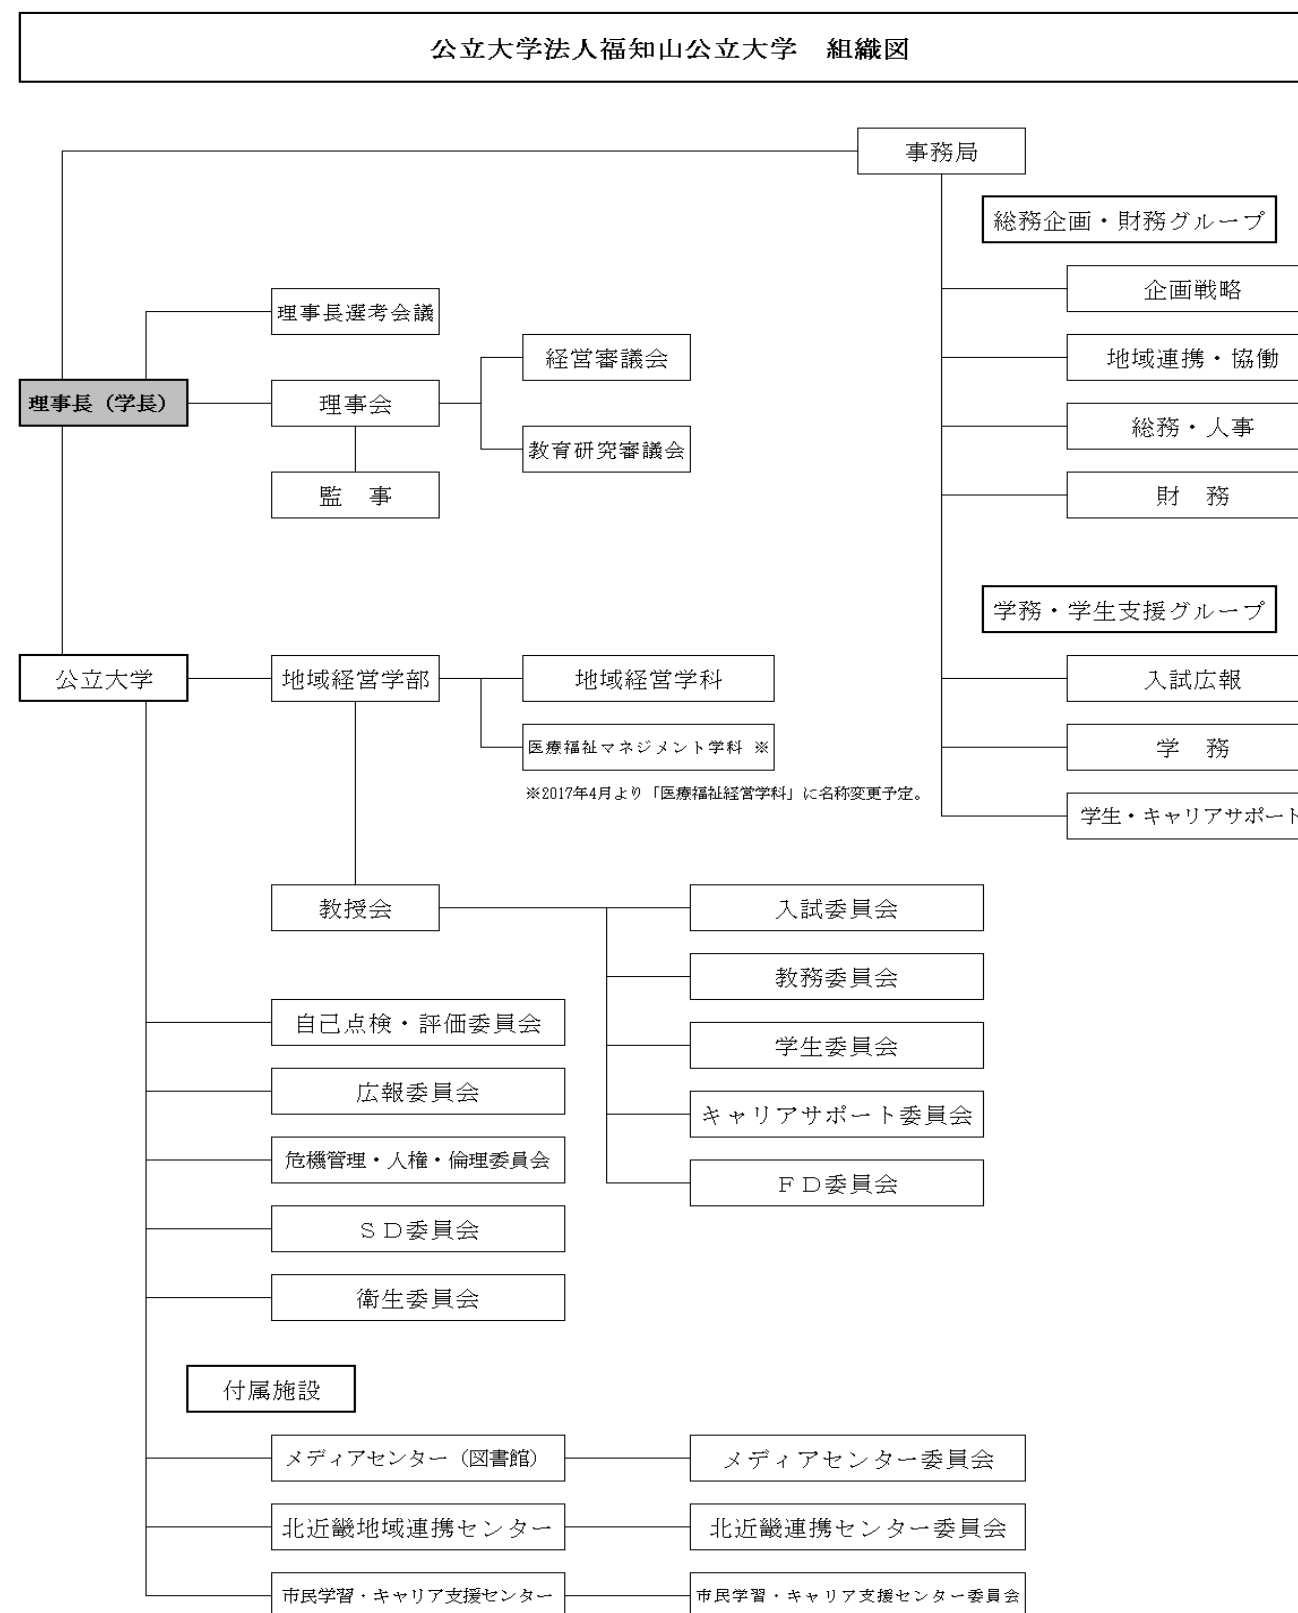 公立大学法人福知山公立大学　組織図
事務局
総務企画・財務グループ
企画戦略
理事長選考会議
経営審議会
地域連携・協働
理事長（学長）
理事会
総務・人事
教育研究審議会
監　事
財　務
学務・学生支援グループ
公立大学
地域経営学部
地域経営学科
入試広報
医療福祉マネジメント学科 ※
学　務
※2017年4月より「医療福祉経営学科」に名称変更予定。
学生・キャリアサポート
教授会
入試委員会
教務委員会
自己点検・評価委員会
学生委員会
広報委員会
キャリアサポート委員会
危機管理・人権・倫理委員会
ＦＤ委員会
ＳＤ委員会
衛生委員会
付属施設
メディアセンター（図書館）
メディアセンター委員会
北近畿地域連携センター
北近畿連携センター委員会
市民学習・キャリア支援センター
市民学習・キャリア支援センター委員会